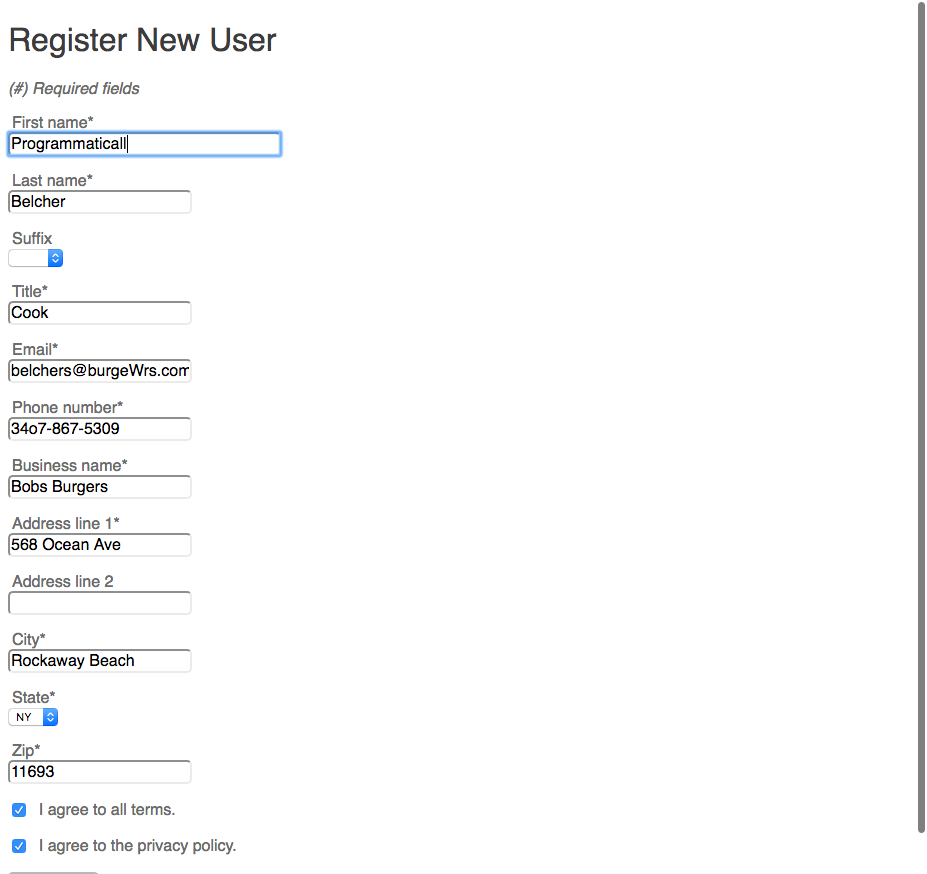 Register New User
(#) Required fields
First name*
Programmaticall
Last name*
Belcher
Suffix
Title*
Cook
Email*
belchers@burgeWrs.com
Phone number*
34o7-867-5309
Business name*
Bobs Burgers
Address line 1*
568 Ocean Ave
Address line 2
City*
Rockaway Beach
State*
NY
Zip*
11693
I agree to all terms.
I agree to the privacy policy.